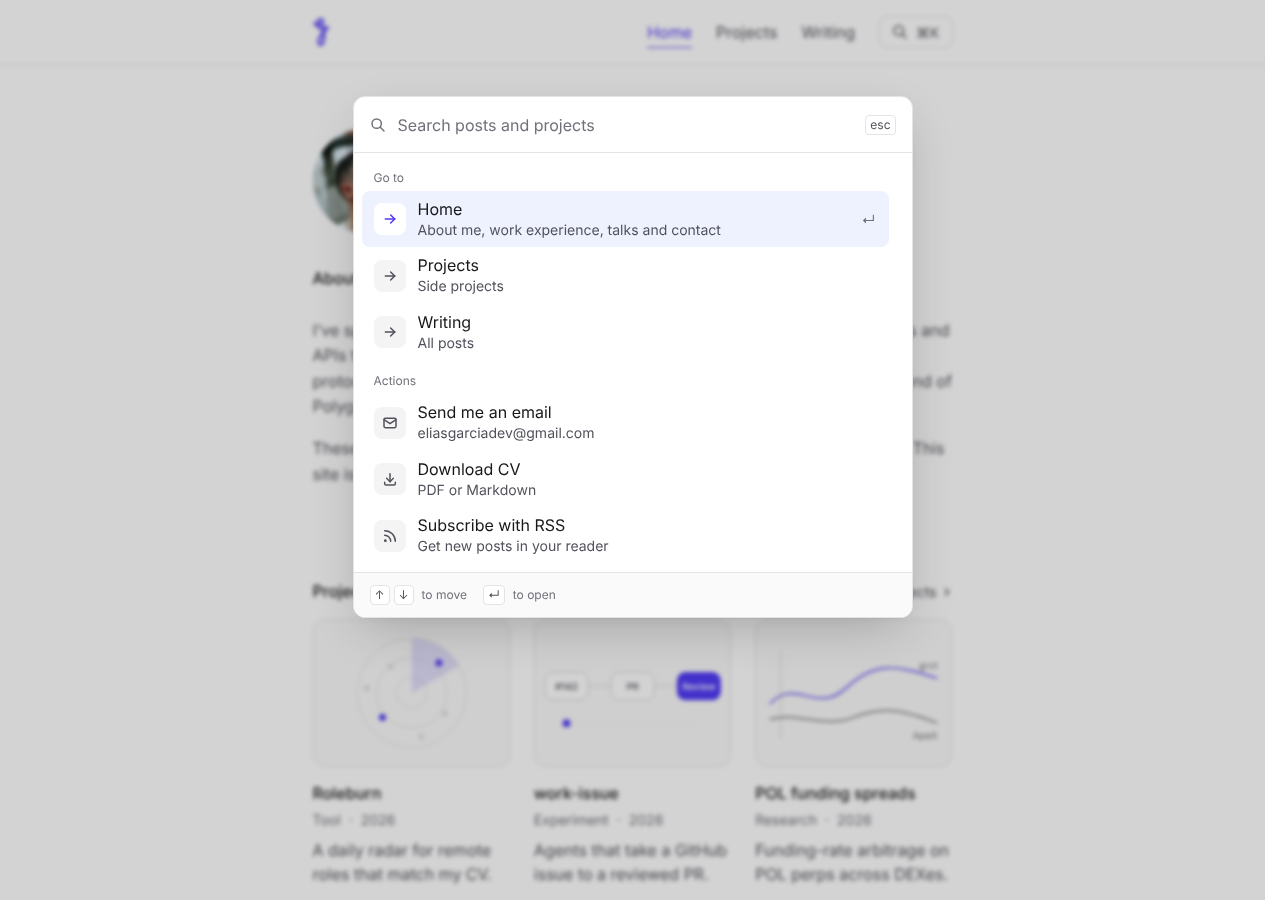 Home Projects Writing ⌘K
Search posts and projects esc
Go to
Home
About me, work experience, talks and contact
Projects
Side projects
Writing
All posts
Actions
Send me an email
eliasgarciadev@gmail.com
Download CV
PDF or Markdown
Subscribe with RSS
Get new posts in your reader
↑ ↓ to move ↵ to open
PR Review
Roleburn
Tool · 2026
A daily radar for remote
roles that match my CV.
work-issue
Experiment · 2026
Agents that take a GitHub
issue to a reviewed PR.
POL funding spreads
Research · 2026
Funding-rate arbitrage on
POL perps across DEXes.